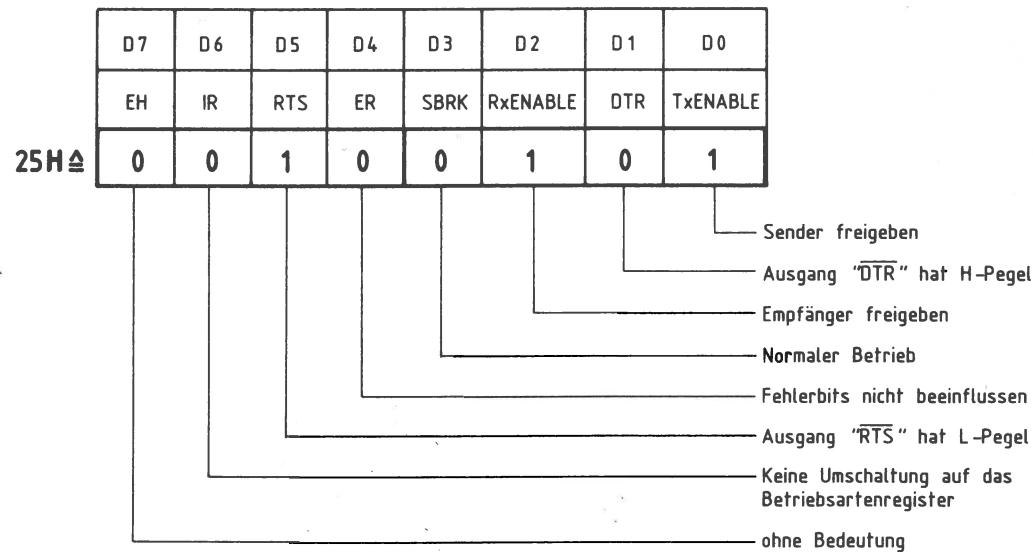 D7 D6 D5 D4 D3 D2 D1 D0
EH IR RTS ER SBRK RxENABLE DTR TxENABLE
25H ≙ 0 0 1 0 0 1 0 1
Sender freigeben
Ausgang "D̅T̅R̅" hat H-Pegel
Empfänger freigeben
Normaler Betrieb
Fehlerbits nicht beeinflussen
Ausgang "R̅T̅S̅" hat L-Pegel
Keine Umschaltung auf das
Betriebsartenregister
ohne Bedeutung